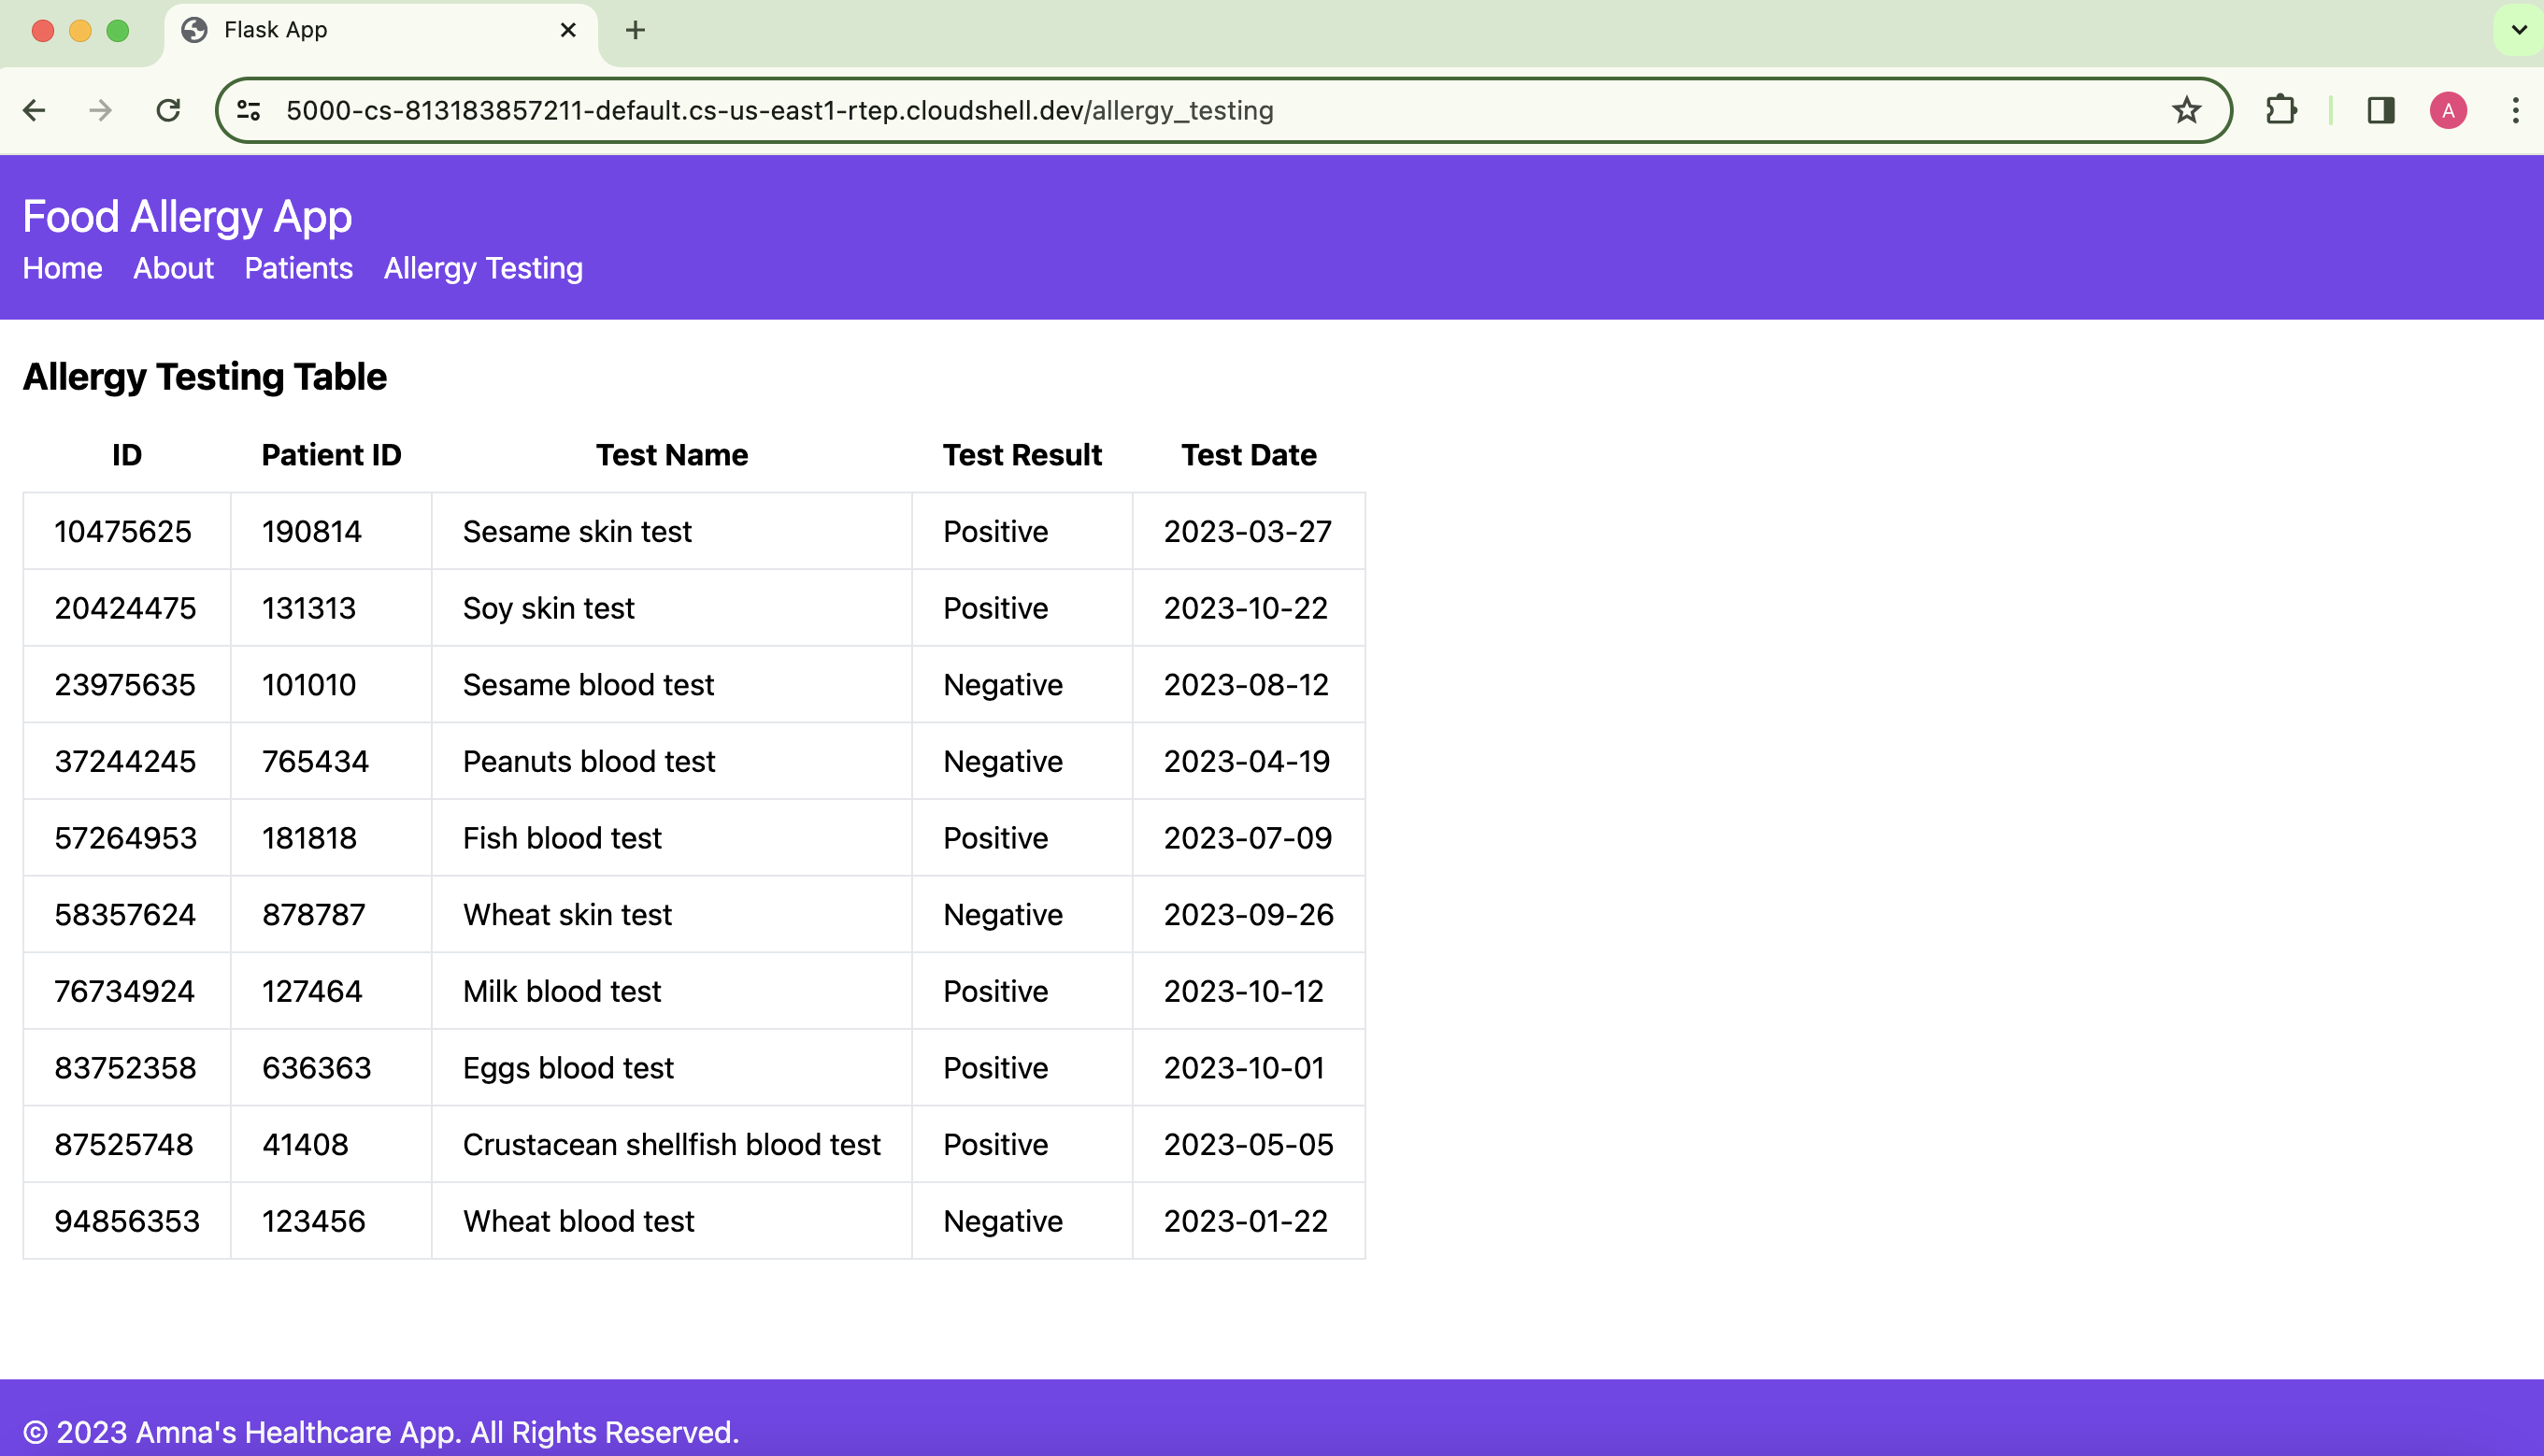 Flask App
5000-cs-813183857211-default.cs-us-east1-rtep.cloudshell.dev/allergy_testing
A
Food Allergy App
Home About Patients Allergy Testing
Allergy Testing Table
ID Patient ID Test Name Test Result Test Date
10475625 190814 Sesame skin test Positive 2023-03-27
20424475 131313 Soy skin test Positive 2023-10-22
23975635 101010 Sesame blood test Negative 2023-08-12
37244245 765434 Peanuts blood test Negative 2023-04-19
57264953 181818 Fish blood test Positive 2023-07-09
58357624 878787 Wheat skin test Negative 2023-09-26
76734924 127464 Milk blood test Positive 2023-10-12
83752358 636363 Eggs blood test Positive 2023-10-01
87525748 41408 Crustacean shellfish blood test Positive 2023-05-05
94856353 123456 Wheat blood test Negative 2023-01-22
© 2023 Amna's Healthcare App. All Rights Reserved.